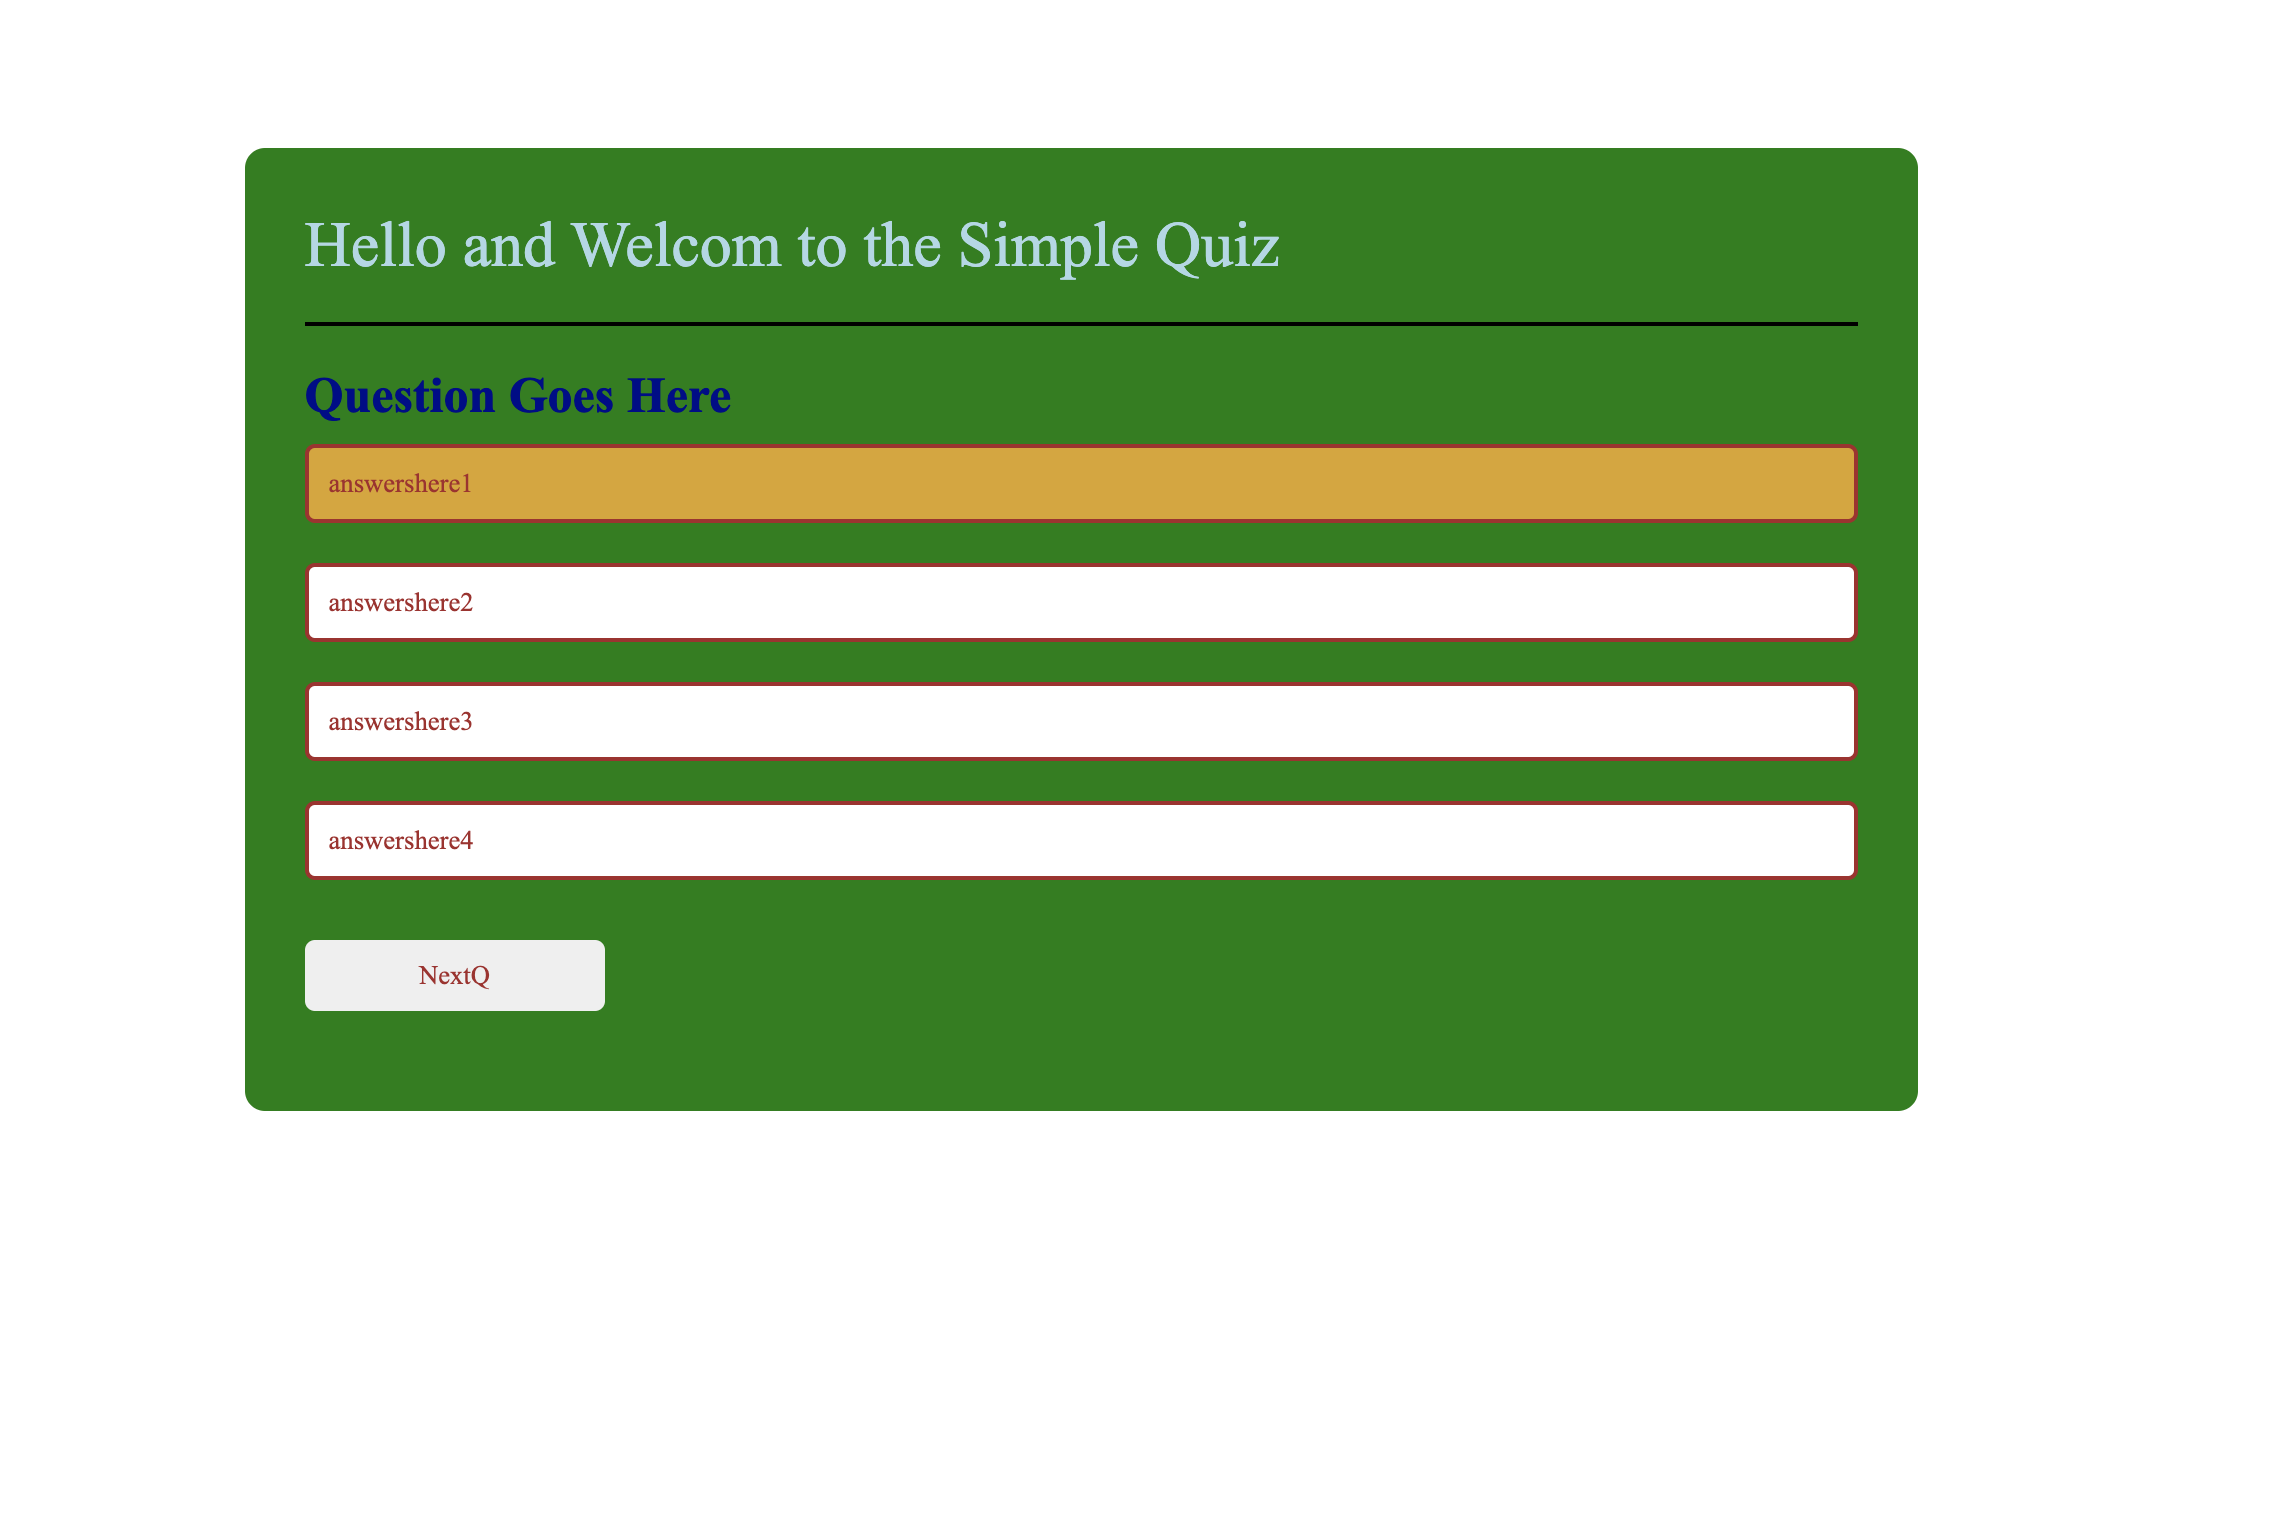 Hello and Welcom to the Simple Quiz
Question Goes Here
answershere1
answershere2
answershere3
answershere4
NextQ